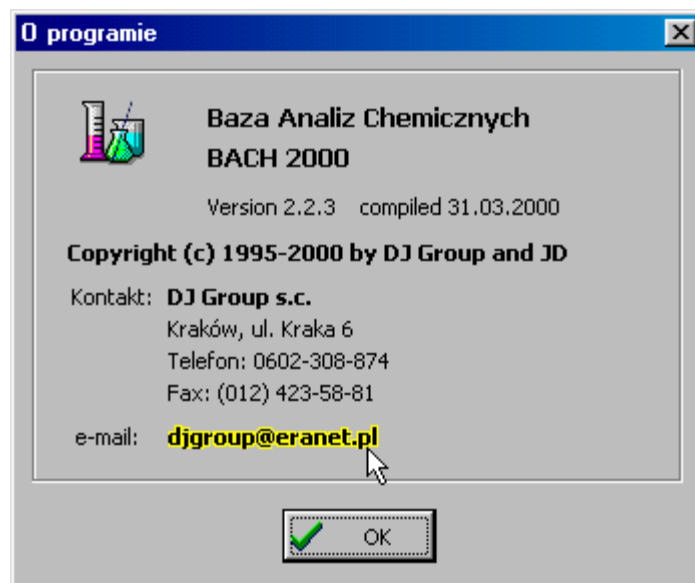 O programie
Baza Analiz Chemicznych
BACH 2000
Version 2.2.3 compiled 31.03.2000
Copyright (c) 1995-2000 by DJ Group and JD
Kontakt: DJ Group s.c.
Kraków, ul. Kraka 6
Telefon: 0602-308-874
Fax: (012) 423-58-81
e-mail: djgroup@eranet.pl
OK